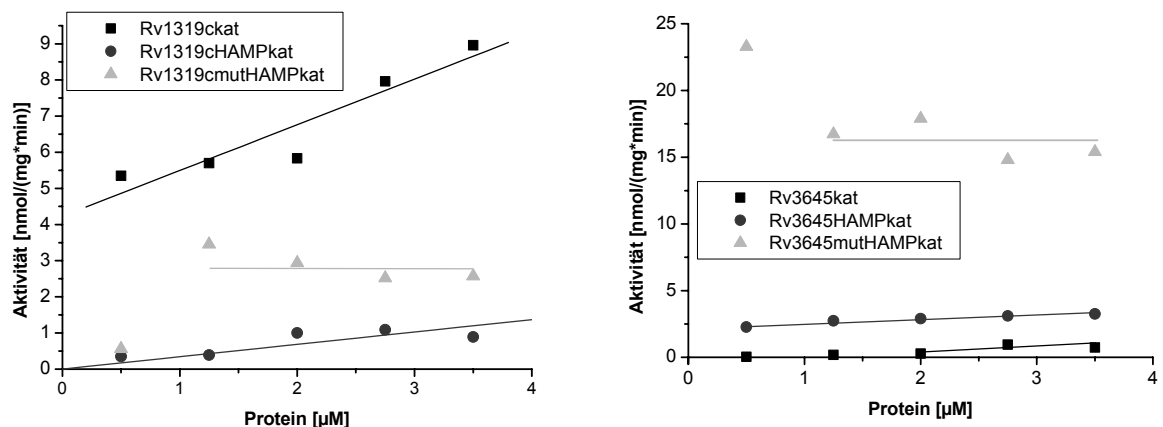 Rv1319ckat
Rv1319cHAMPkat
Rv1319cmutHAMPkat
Aktivität [nmol/(mg*min)]
9
8
7
6
5
4
3
2
1
0
0
1
2
3
4
Protein [µM]
25
20
15
10
5
0
Aktivität [nmol/(mg*min)]
Rv3645kat
Rv3645HAMPkat
Rv3645mutHAMPkat
0
1
2
3
4
Protein [µM]